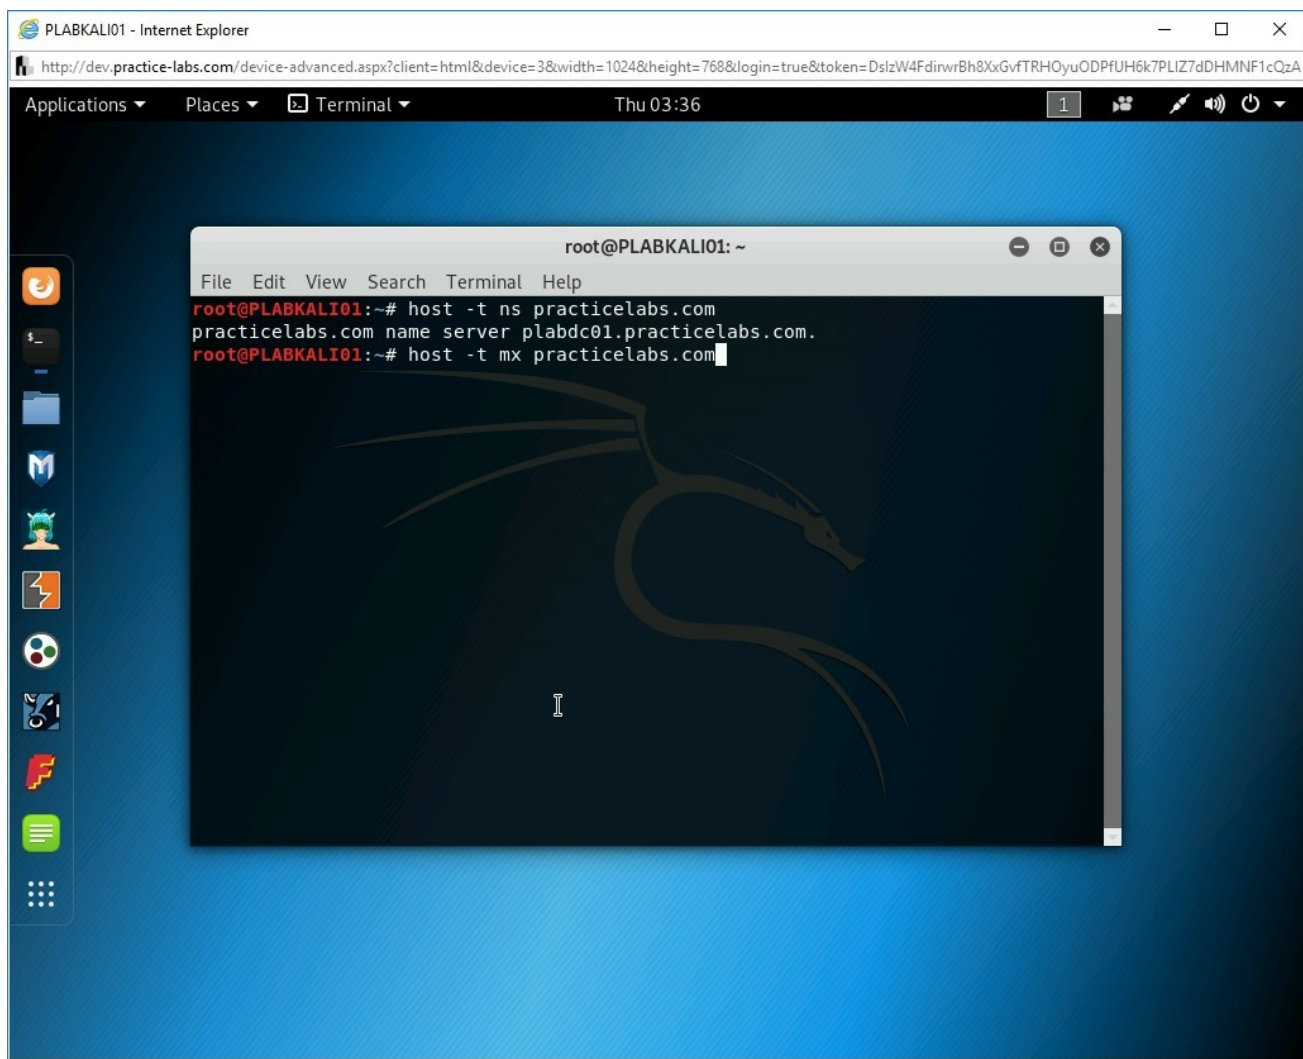 PLABKALI01 - Internet Explorer
http://dev.practice-labs.com/device-advanced.aspx?client=html&device=3&width=1024&height=768&login=true&token=DsIzW4FdirwrBh8XxGvfTRHOyuODPfUH6k7PLIZ7dDHMNF1cQzA
Applications Places Terminal Thu 03:36 1
root@PLABKALI01: ~
File Edit View Search Terminal Help
root@PLABKALI01:~# host -t ns practicelabs.com
practicelabs.com name server plabdc01.practicelabs.com.
root@PLABKALI01:~# host -t mx practicelabs.com